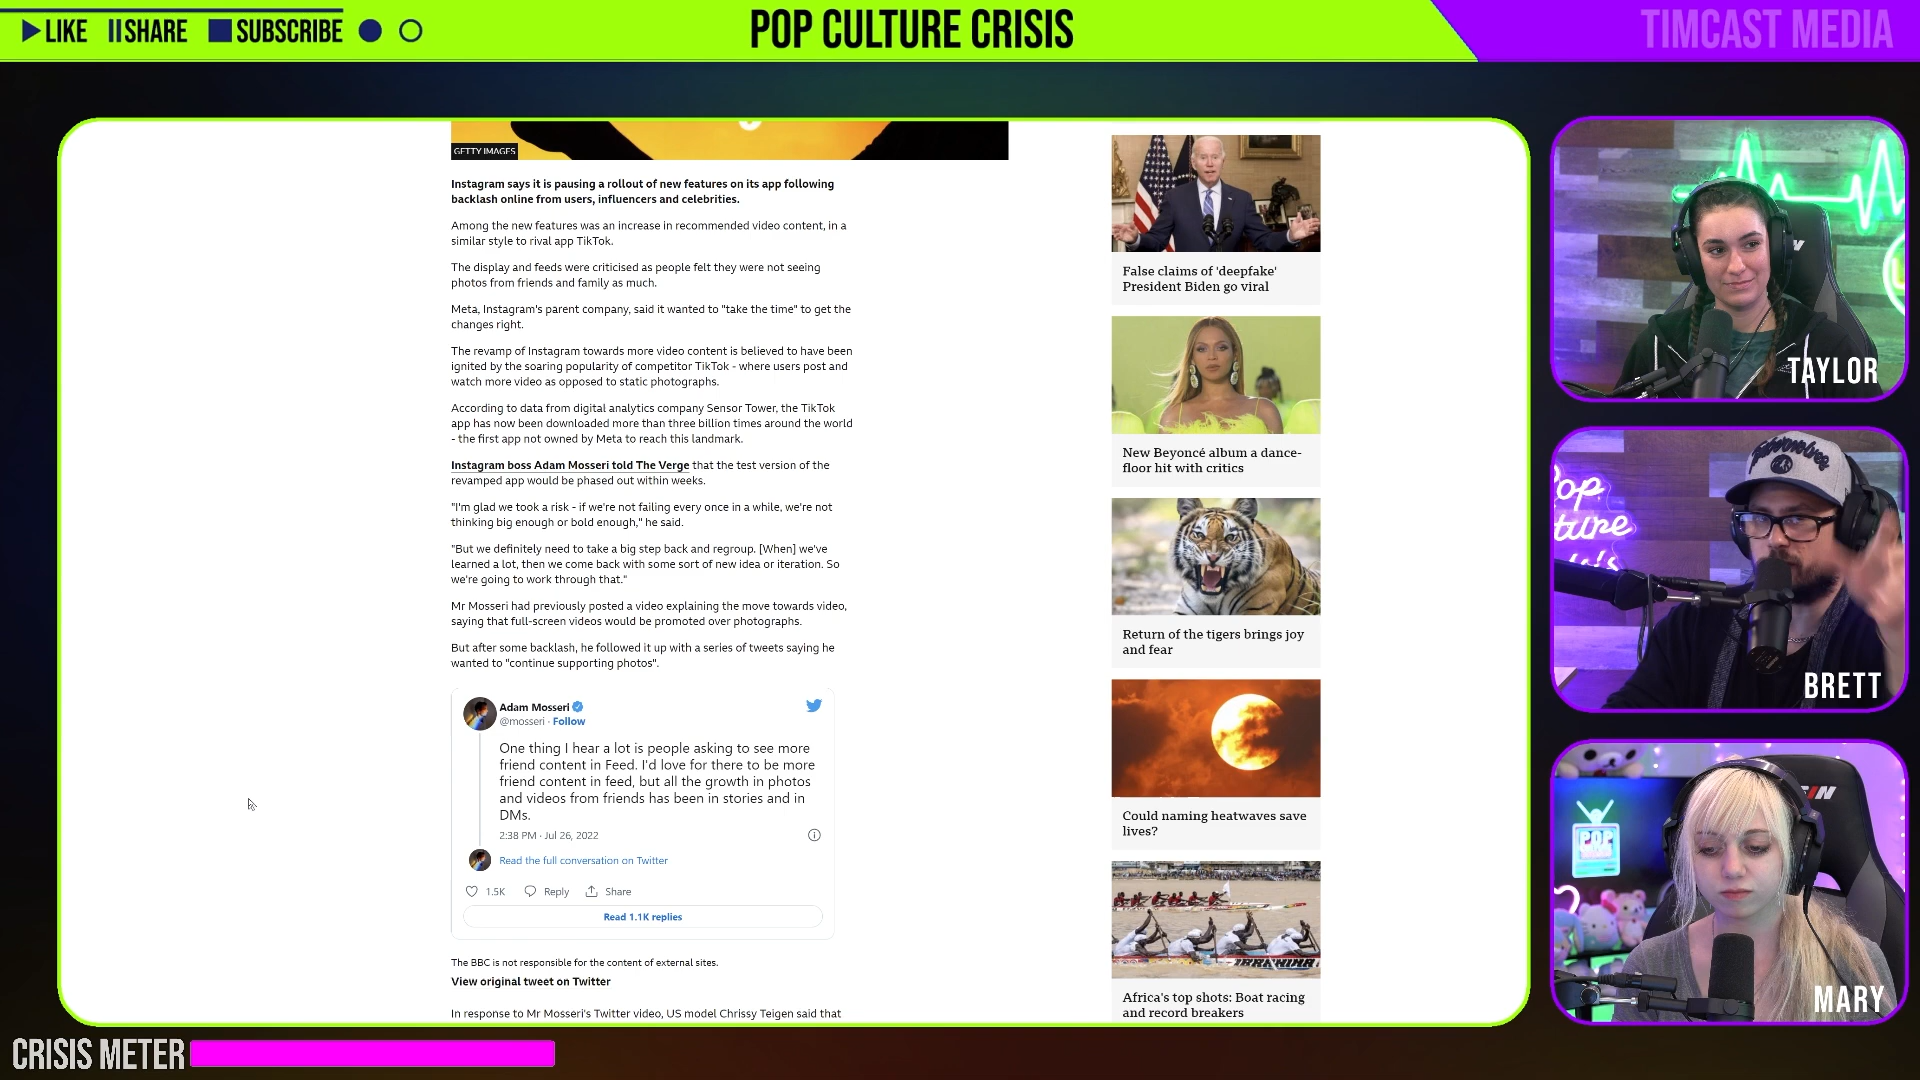 LIKE SHARE SUBSCRIBE
POP CULTURE CRISIS
TIMCAST MEDIA
GETTY IMAGES
Instagram says it is pausing a rollout of new features on its app following
backlash online from users, influencers and celebrities.
Among the new features was an increase in recommended video content, in a
similar style to rival app TikTok.
The display and feeds were criticised as people felt they were not seeing
photos from friends and family as much.
Meta, Instagram's parent company, said it wanted to "take the time" to get the
changes right.
The revamp of Instagram towards more video content is believed to have been
ignited by the soaring popularity of competitor TikTok - where users post and
watch more video as opposed to static photographs.
According to data from digital analytics company Sensor Tower, the TikTok
app has now been downloaded more than three billion times around the world
- the first app not owned by Meta to reach this landmark.
Instagram boss Adam Mosseri told The Verge that the test version of the
revamped app would be phased out within weeks.
"I'm glad we took a risk - if we're not failing every once in a while, we're not
thinking big enough or bold enough," he said.
"But we definitely need to take a big step back and regroup. [When] we've
learned a lot, then we come back with some sort of new idea or iteration. So
we're going to work through that."
Mr Mosseri had previously posted a video explaining the move towards video,
saying that full-screen videos would be promoted over photographs.
But after some backlash, he followed it up with a series of tweets saying he
wanted to "continue supporting photos".
Adam Mosseri
@mosseri · Follow
One thing I hear a lot is people asking to see more
friend content in Feed. I'd love for there to be more
friend content in feed, but all the growth in photos
and videos from friends has been in stories and in
DMs.
2:38 PM · Jul 26, 2022
Read the full conversation on Twitter
1.5K Reply Share
Read 1.1K replies
The BBC is not responsible for the content of external sites.
View original tweet on Twitter
In response to Mr Mosseri's Twitter video, US model Chrissy Teigen said that
False claims of 'deepfake'
President Biden go viral
New Beyoncé album a dance-
floor hit with critics
Return of the tigers brings joy
and fear
Could naming heatwaves save
lives?
Africa's top shots: Boat racing
and record breakers
TAYLOR
Timberwolves
op
ture
is's
BRETT
POP
MARY
CRISIS METER